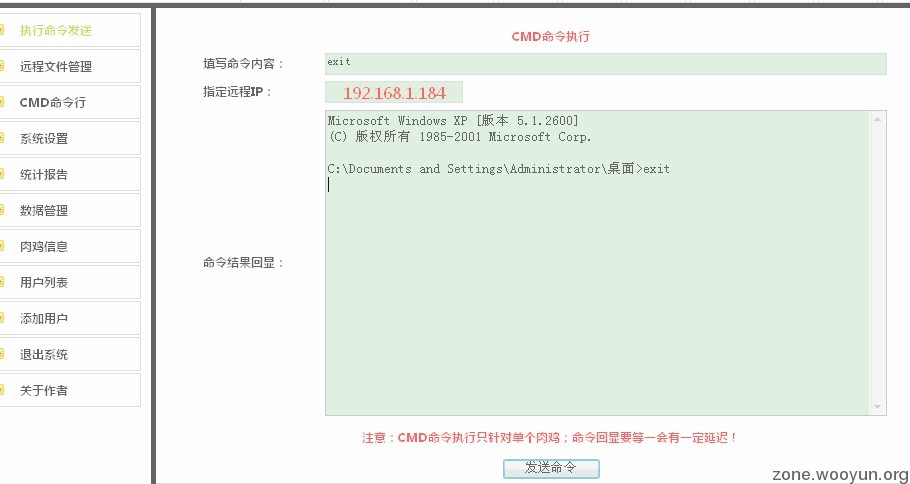 执行命令发送
远程文件管理
CMD命令行
系统设置
统计报告
数据管理
肉鸡信息
用户列表
添加用户
退出系统
关于作者
CMD命令执行
填写命令内容： exit
指定远程IP： 192.168.1.184
命令结果回显：
Microsoft Windows XP [版本 5.1.2600]
(C) 版权所有 1985-2001 Microsoft Corp.
C:\Documents and Settings\Administrator\桌面>exit
注意：CMD命令执行只针对单个肉鸡；命令回显要等一会有一定延迟！
发送命令
zone.wooyun.org